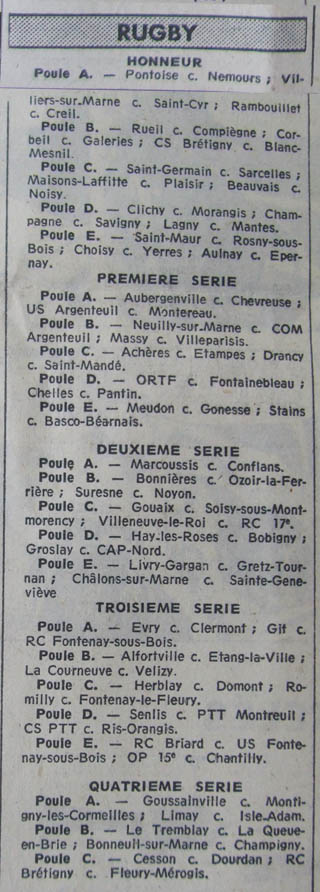 RUGBY
HONNEUR
Poule A. — Pontoise c. Nemours ; Vil-
liers-sur-Marne c. Saint-Cyr ; Rambouillet
c. Creil.
Poule B. — Rueil c. Compiègne ; Cor-
beil c. Galeries ; CS Brétigny c. Blanc-
Mesnil.
Poule C. — Saint-Germain c. Sarcelles ;
Maisons-Laffitte c. Plaisir ; Beauvais c.
Noisy.
Poule D. — Clichy c. Morangis ; Cham-
pagne c. Savigny ; Lagny c. Mantes.
Poule E. — Saint-Maur c. Rosny-sous-
Bois ; Choisy c. Yerres ; Aulnay c. Eper-
nay.
PREMIERE SERIE
Poule A. — Aubergenville c. Chevreuse ;
US Argenteuil c. Montereau.
Poule B. — Neuilly-sur-Marne c. COM
Argenteuil ; Massy c. Villeparisis.
Poule C. — Achères c. Etampes ; Drancy
c. Saint-Mandé.
Poule D. — ORTF c. Fontainebleau ;
Chelles c. Pantin.
Poule E. — Meudon c. Gonesse ; Stains
c. Basco-Béarnais.
DEUXIEME SERIE
Poule A. — Marcoussis c. Conflans.
Poule B. — Bonnières c. Ozoir-la-Fer-
rière ; Suresne c. Noyon.
Poule C. — Gouaix c. Soisy-sous-Mont-
morency ; Villeneuve-le-Roi c. RC 17e.
Poule D. — Hay-les-Roses c. Bobigny ;
Groslay c. CAP-Nord.
Poule E. — Livry-Gargan c. Gretz-Tour-
nan ; Châlons-sur-Marne c. Sainte-Gene-
viève
TROISIEME SERIE
Poule A. — Evry c. Clermont ; Gif c.
RC Fontenay-sous-Bois.
Poule B. — Alfortville c. Etang-la-Ville ;
La Courneuve c. Velizy.
Poule C. — Herblay c. Domont ; Ro-
milly c. Fontenay-le-Fleury.
Poule D. — Senlis c. PTT Montreuil ;
CS PTT c. Ris-Orangis.
Poule E. — RC Briard c. US Fonte-
nay-sous-Bois ; OP 15e c. Chantilly.
QUATRIEME SERIE
Poule A. — Goussainville c. Monti-
gny-les-Cormeilles ; Limay c. Isle-Adam.
Poule B. — Le Tremblay c. La Queue-
en-Brie ; Bonneuil-sur-Marne c. Champigny.
Poule C. — Cesson c. Dourdan ; RC
Brétigny c. Fleury-Mérogis.